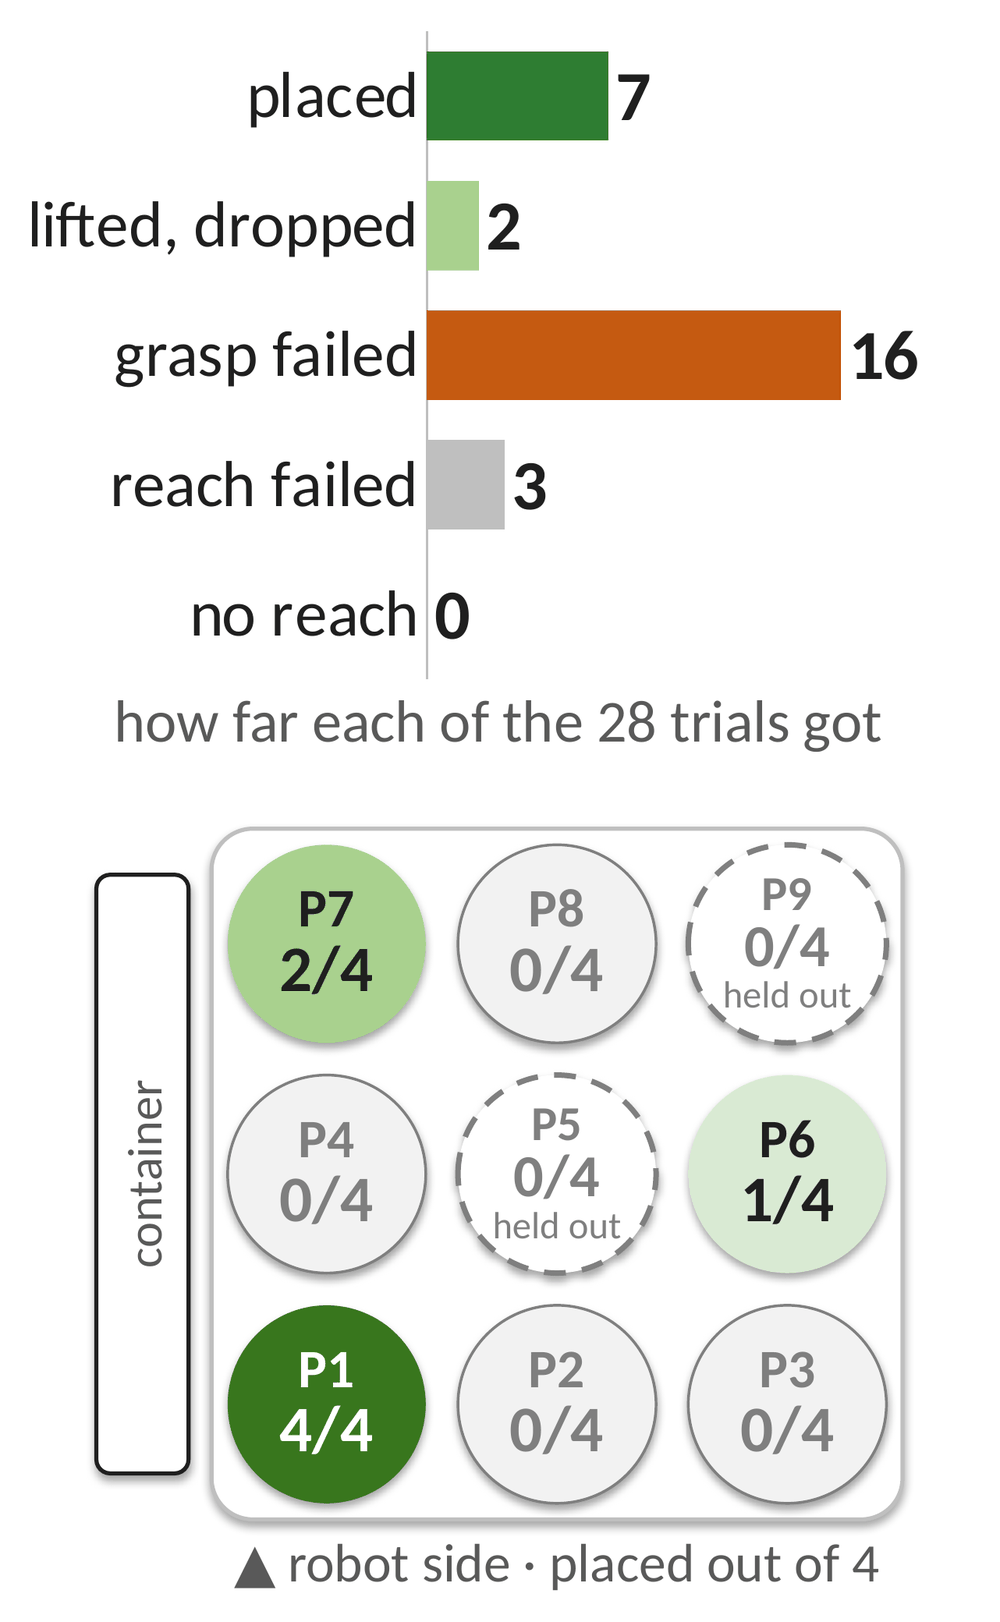 placed 7
lifted, dropped 2
grasp failed 16
reach failed 3
no reach 0
how far each of the 28 trials got
P7
2/4
P8
0/4
P9
0/4
held out
container
P4
0/4
P5
0/4
held out
P6
1/4
P1
4/4
P2
0/4
P3
0/4
▲ robot side · placed out of 4